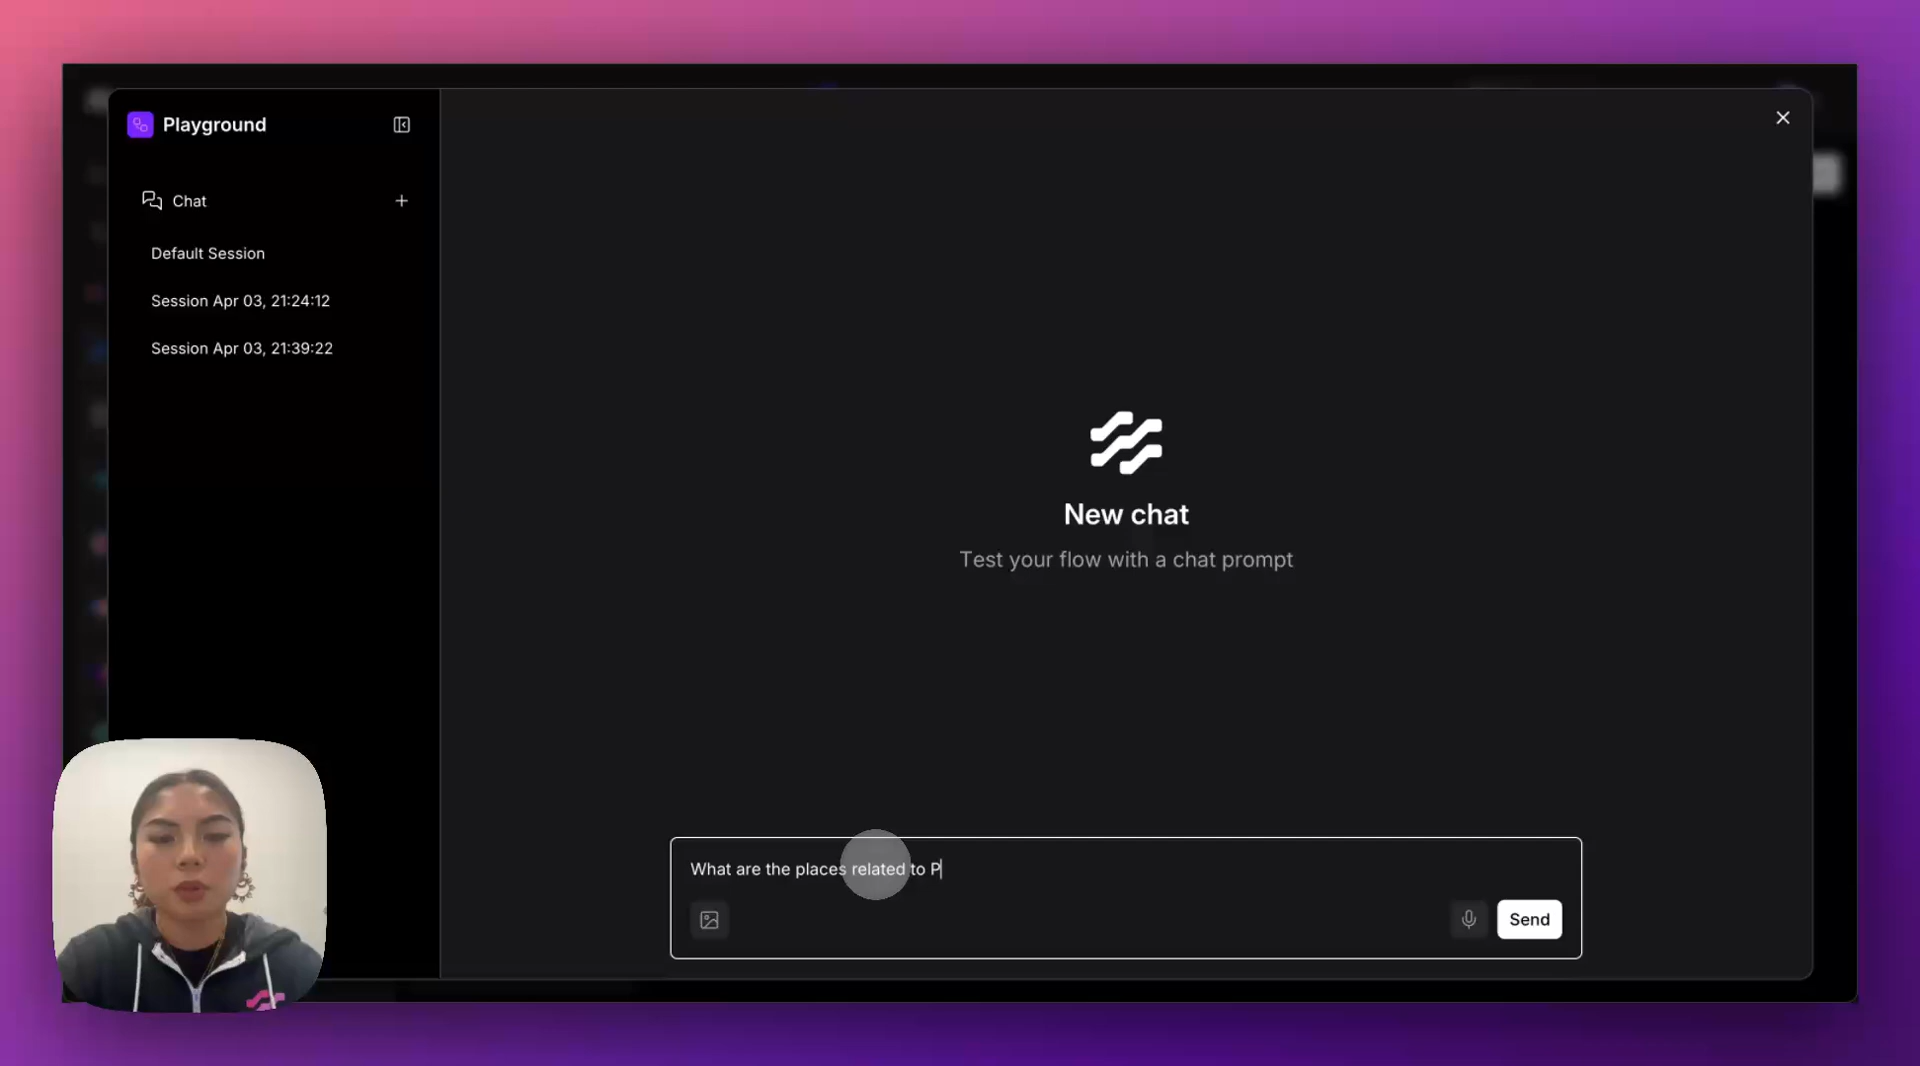 Playground
Chat
Default Session
Session Apr 03, 21:24:12
Session Apr 03, 21:39:22
New chat
Test your flow with a chat prompt
What are the places related to P
Send